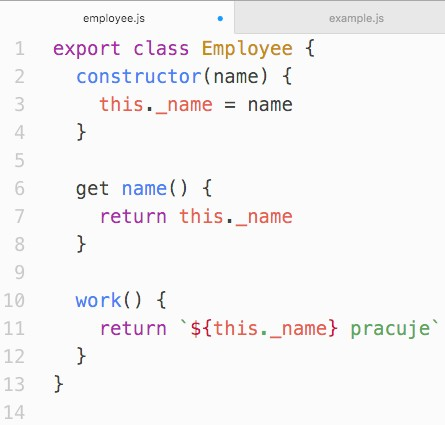 employee.js example.js
1 export class Employee {
2   constructor(name) {
3     this._name = name
4   }
5
6   get name() {
7     return this._name
8   }
9
10   work() {
11     return `${this._name} pracuje`
12   }
13 }
14